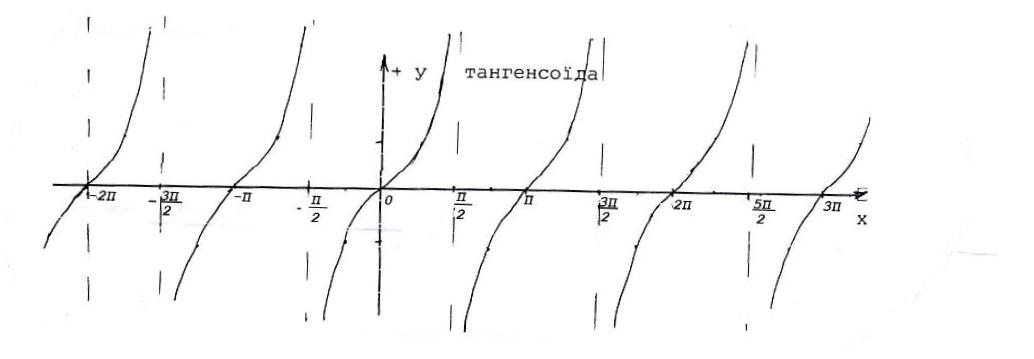 + y тангенсоїда
-2π -3π/2 -π -π/2 0 π/2 π 3π/2 2π 5π/2 3π
x